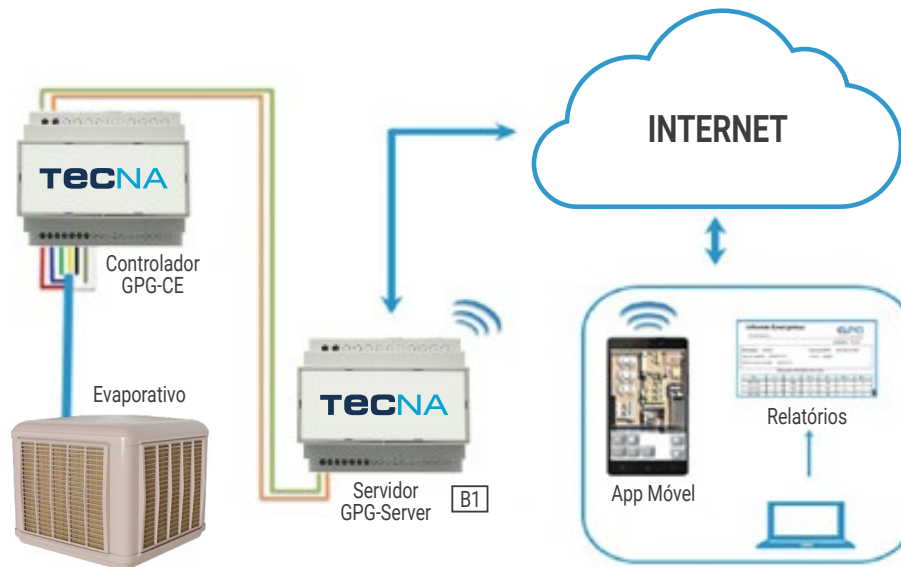 TECNA
INTERNET
Controlador
GPG-CE
Evaporativo
TECNA
Relatórios
Servidor
GPG-Server
B1
App Móvel